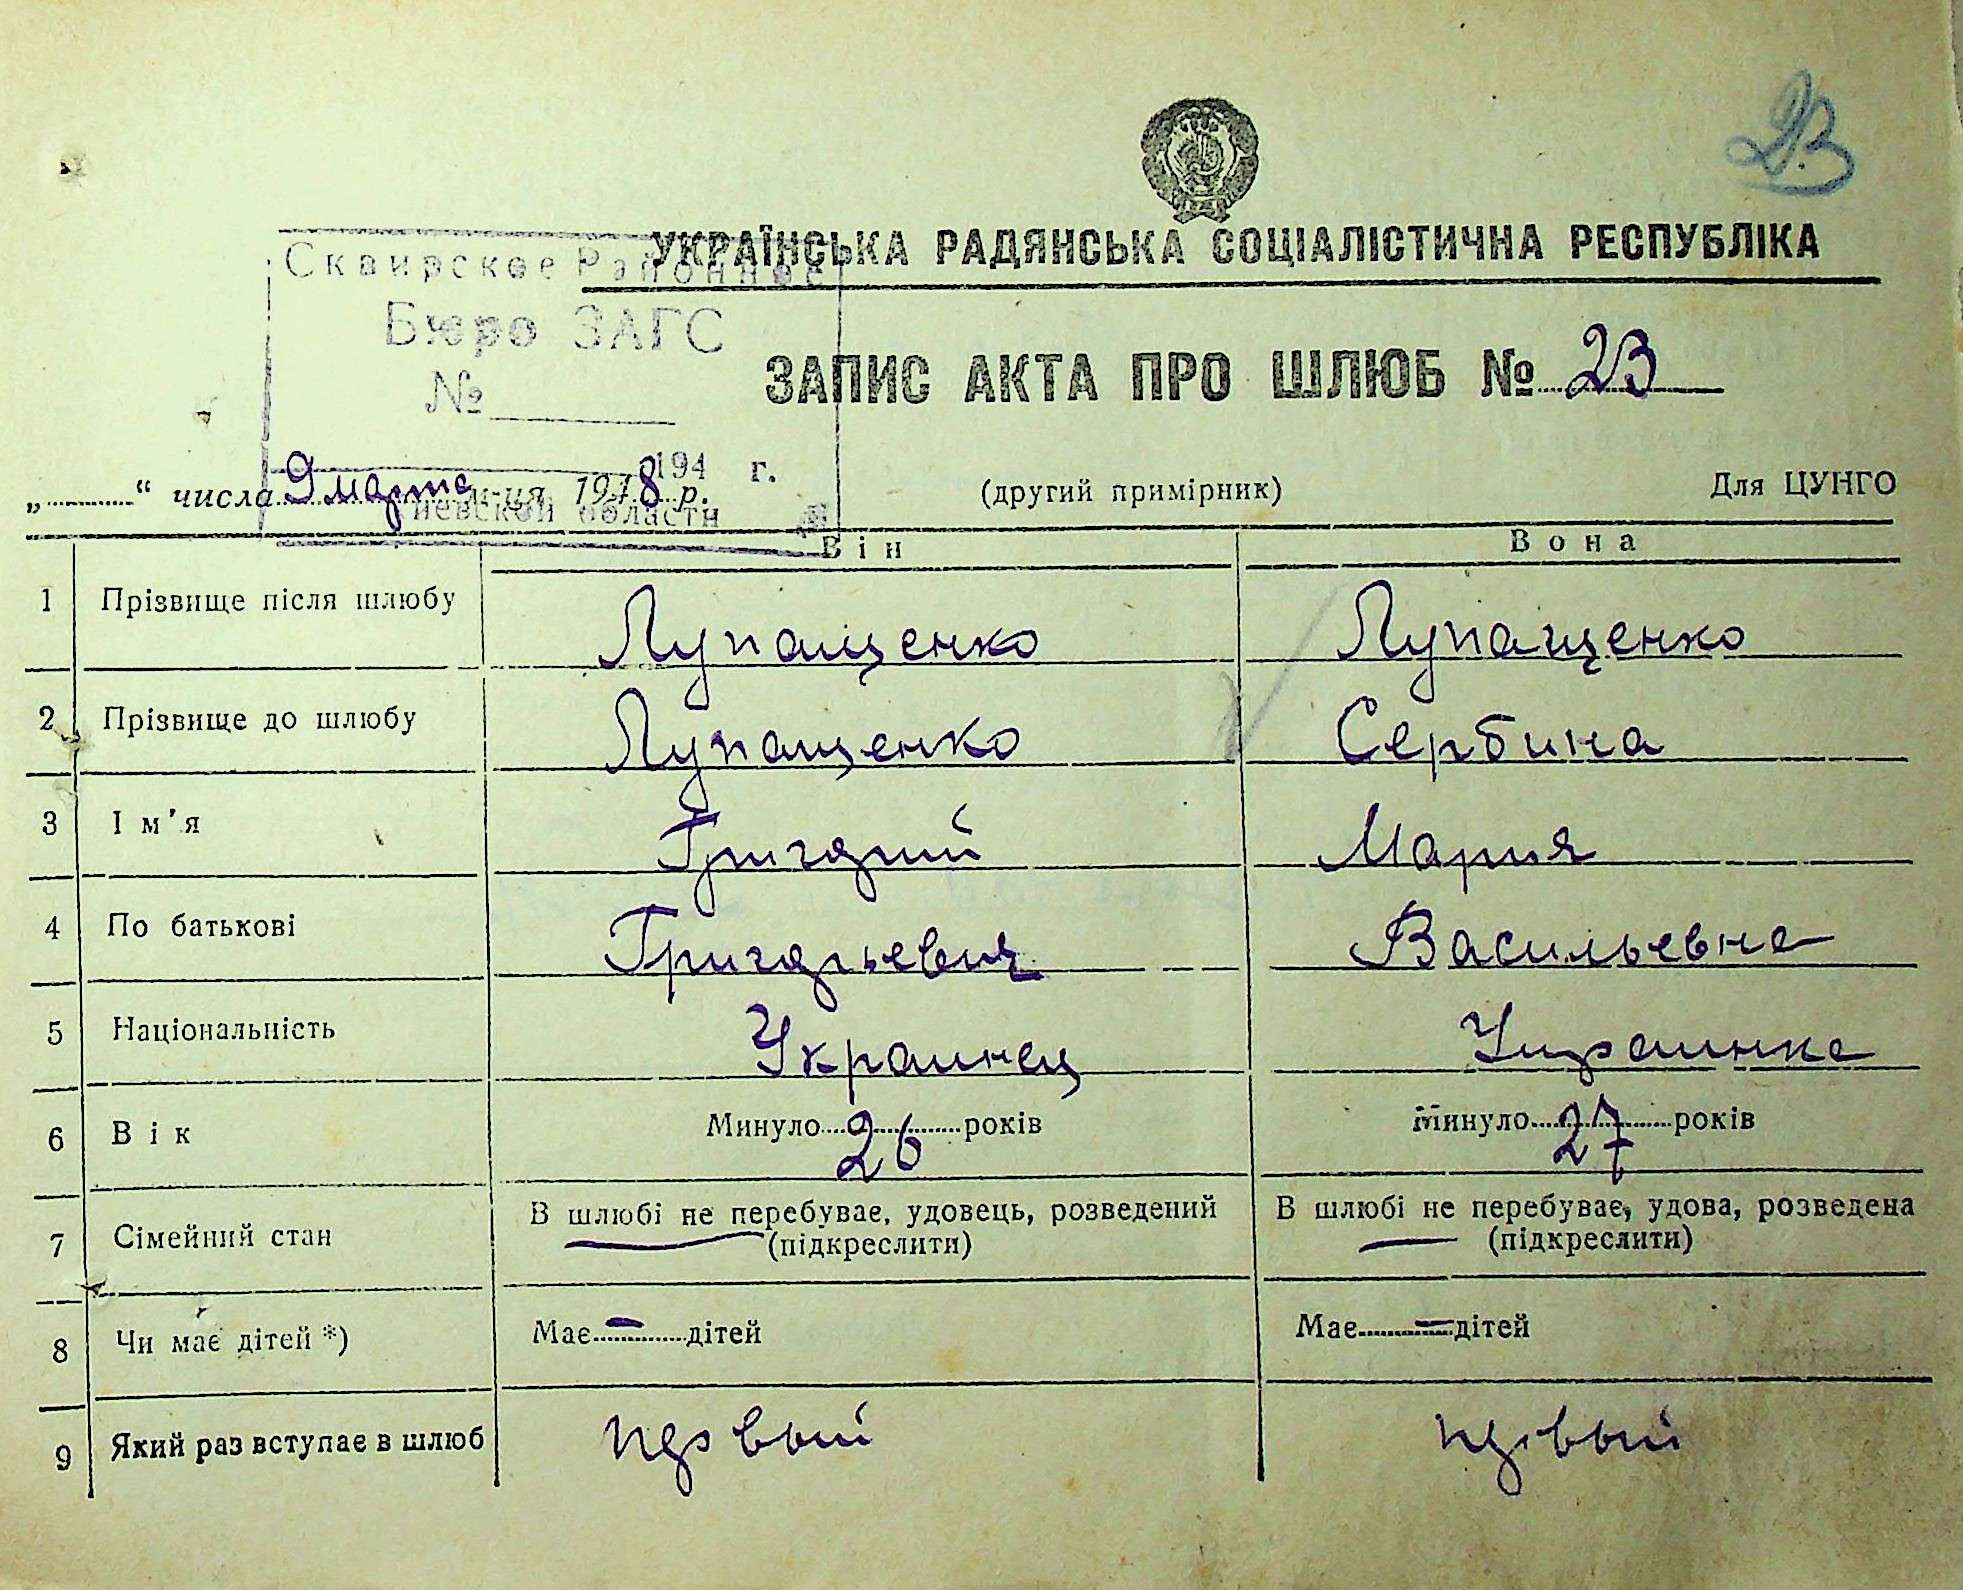 23
УКРАЇНСЬКА РАДЯНСЬКА СОЦІАЛІСТИЧНА РЕСПУБЛІКА
Сквирское Районное
Бюро ЗАГС
№
194 г.
иевской области
ЗАПИС АКТА ПРО ШЛЮБ № 23
„ “ числа 9 марта м-ця 1948 р. (другий примірник) Для ЦУНГО
Він Вона
1 Прізвище після шлюбу Лупащенко Лупащенко
2 Прізвище до шлюбу Лупащенко Сербина
3 Ім'я Григорий Мария
4 По батькові Григорьевич Васильевна
5 Національність Украинец Украинка
6 Вік Минуло 26 років Минуло 27 років
7 Сімейний стан В шлюбі не перебуває, удовець, розведений (підкреслити) В шлюбі не перебуває, удова, розведена (підкреслити)
8 Чи має дітей *) Має – дітей Має – дітей
9 Який раз вступає в шлюб первый первый